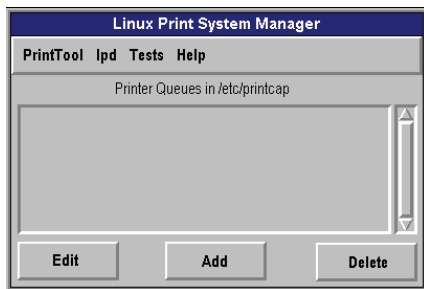 Linux Print System Manager
PrintTool lpd Tests Help
Printer Queues in /etc/printcap
Edit Add Delete